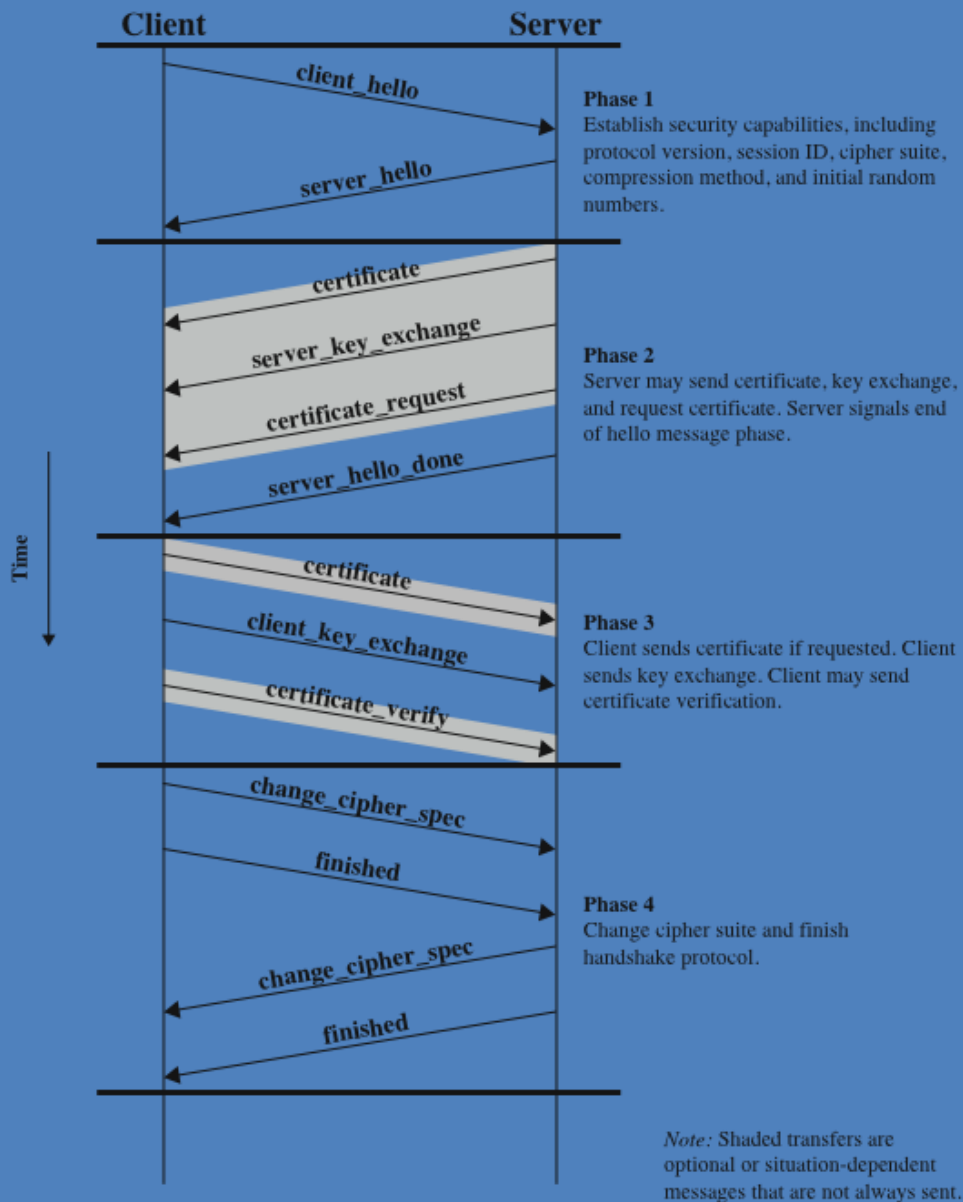 Client
Server
client_hello
server_hello
Phase 1
Establish security capabilities, including
protocol version, session ID, cipher suite,
compression method, and initial random
numbers.
certificate
server_key_exchange
certificate_request
server_hello_done
Phase 2
Server may send certificate, key exchange,
and request certificate. Server signals end
of hello message phase.
Time
certificate
client_key_exchange
certificate_verify
Phase 3
Client sends certificate if requested. Client
sends key exchange. Client may send
certificate verification.
change_cipher_spec
finished
change_cipher_spec
finished
Phase 4
Change cipher suite and finish
handshake protocol.
Note: Shaded transfers are
optional or situation-dependent
messages that are not always sent.